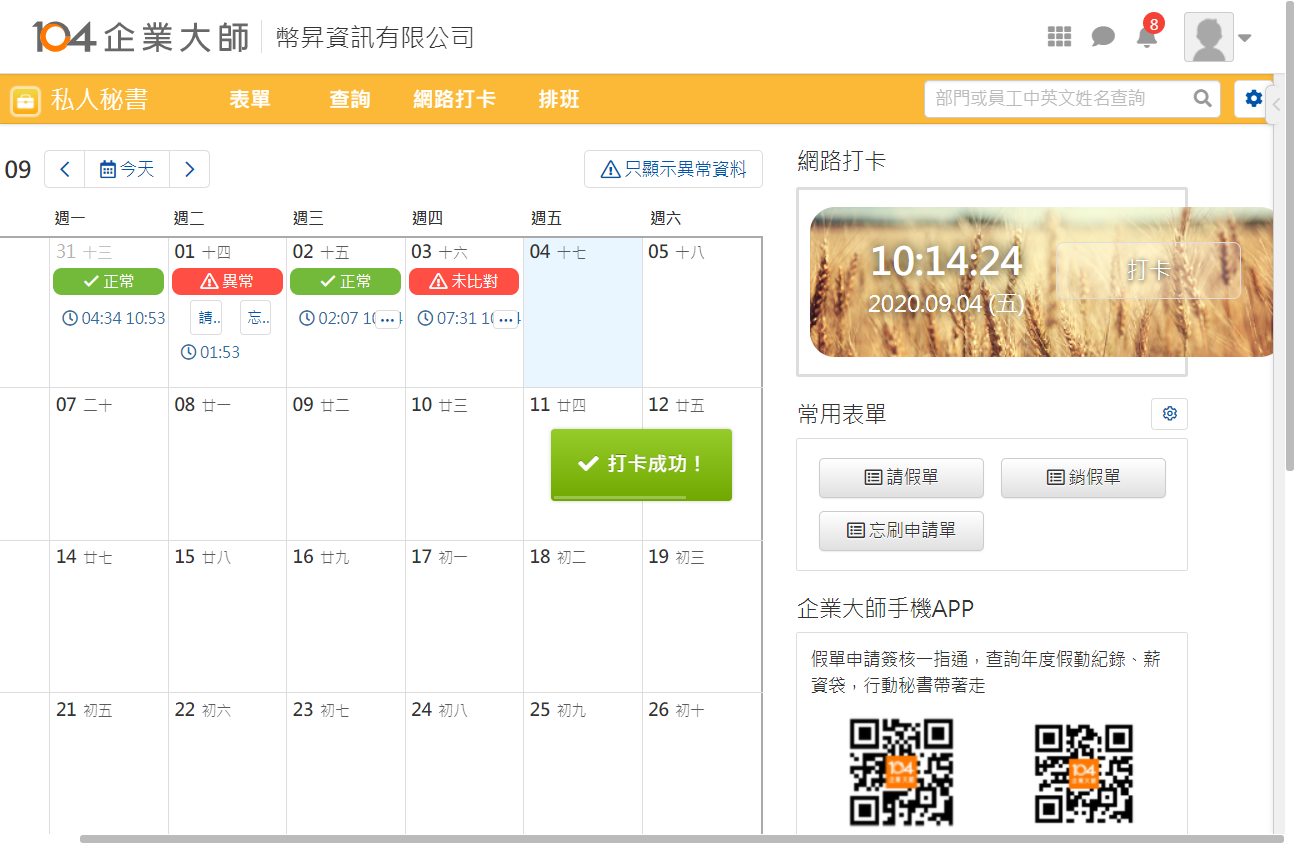 104 企業大師 幣昇資訊有限公司
8
私人秘書 表單 查詢 網路打卡 排班 部門或員工中英文姓名查詢
09 今天 只顯示異常資料
週一 週二 週三 週四 週五 週六
31 十三 01 十四 02 十五 03 十六 04 十七 05 十八
正常 異常 正常 未比對
04:34 10:53 請.. 忘.. 02:07 07:31
01:53
07 二十 08 廿一 09 廿二 10 廿三 11 廿四 12 廿五
打卡成功！
14 廿七 15 廿八 16 廿九 17 初一 18 初二 19 初三
21 初五 22 初六 23 初七 24 初八 25 初九 26 初十
網路打卡
10:14:24
打卡
2020.09.04 (五)
常用表單
請假單 銷假單
忘刷申請單
企業大師手機APP
假單申請簽核一指通，查詢年度假勤紀錄、薪
資袋，行動秘書帶著走
104 企業大師 104 企業大師